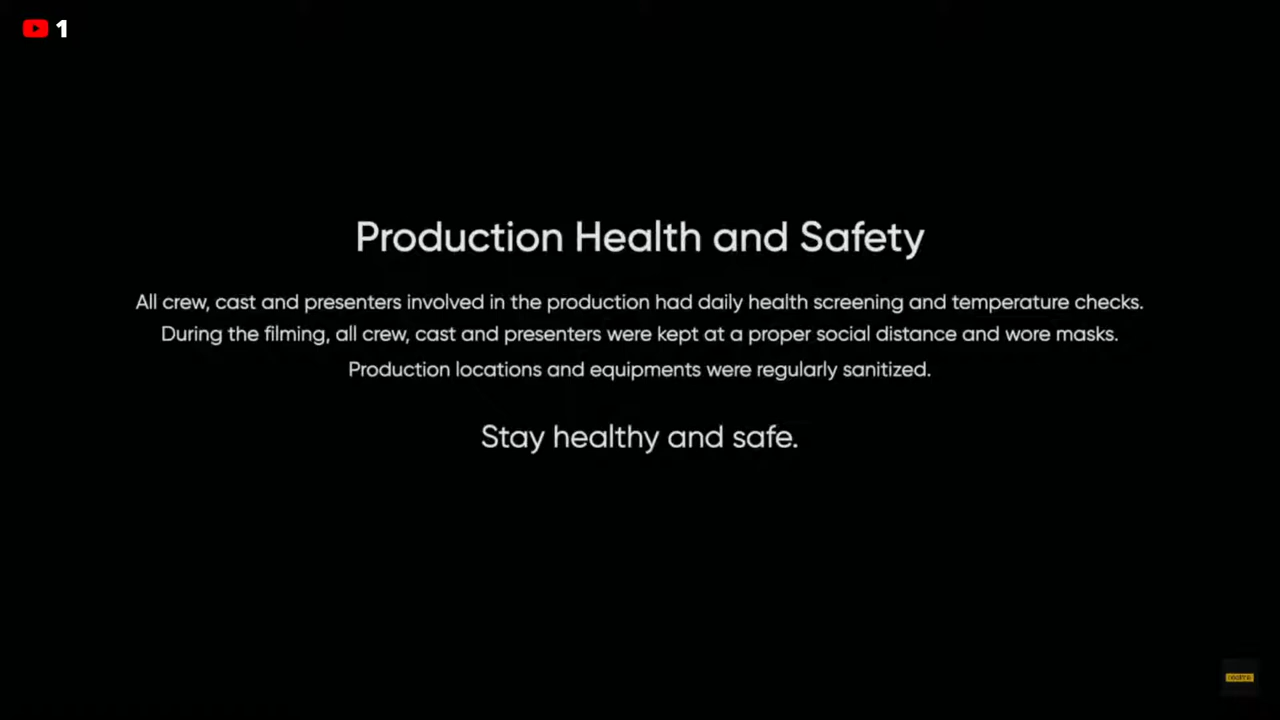 1
Production Health and Safety
All crew, cast and presenters involved in the production had daily health screening and temperature checks.
During the filming, all crew, cast and presenters were kept at a proper social distance and wore masks.
Production locations and equipments were regularly sanitized.
Stay healthy and safe.
realme